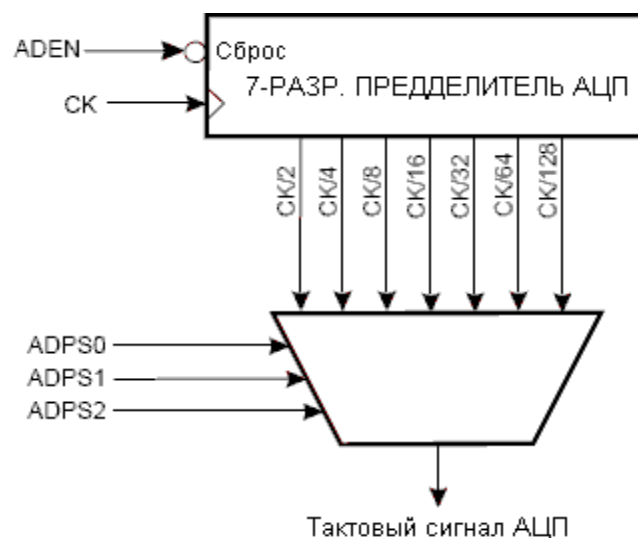 ADEN
Сброс
7-РАЗР. ПРЕДДЕЛИТЕЛЬ АЦП
CK
CK/2
CK/4
CK/8
CK/16
CK/32
CK/64
CK/128
ADPS0
ADPS1
ADPS2
Тактовый сигнал АЦП